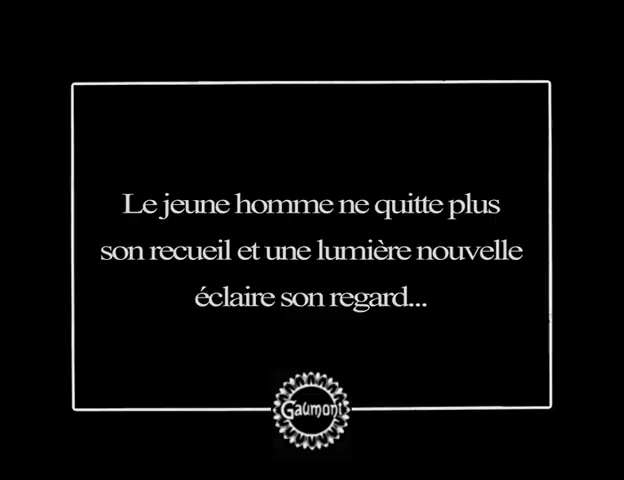 Le jeune homme ne quitte plus
son recueil et une lumière nouvelle
éclaire son regard...
Gaumont